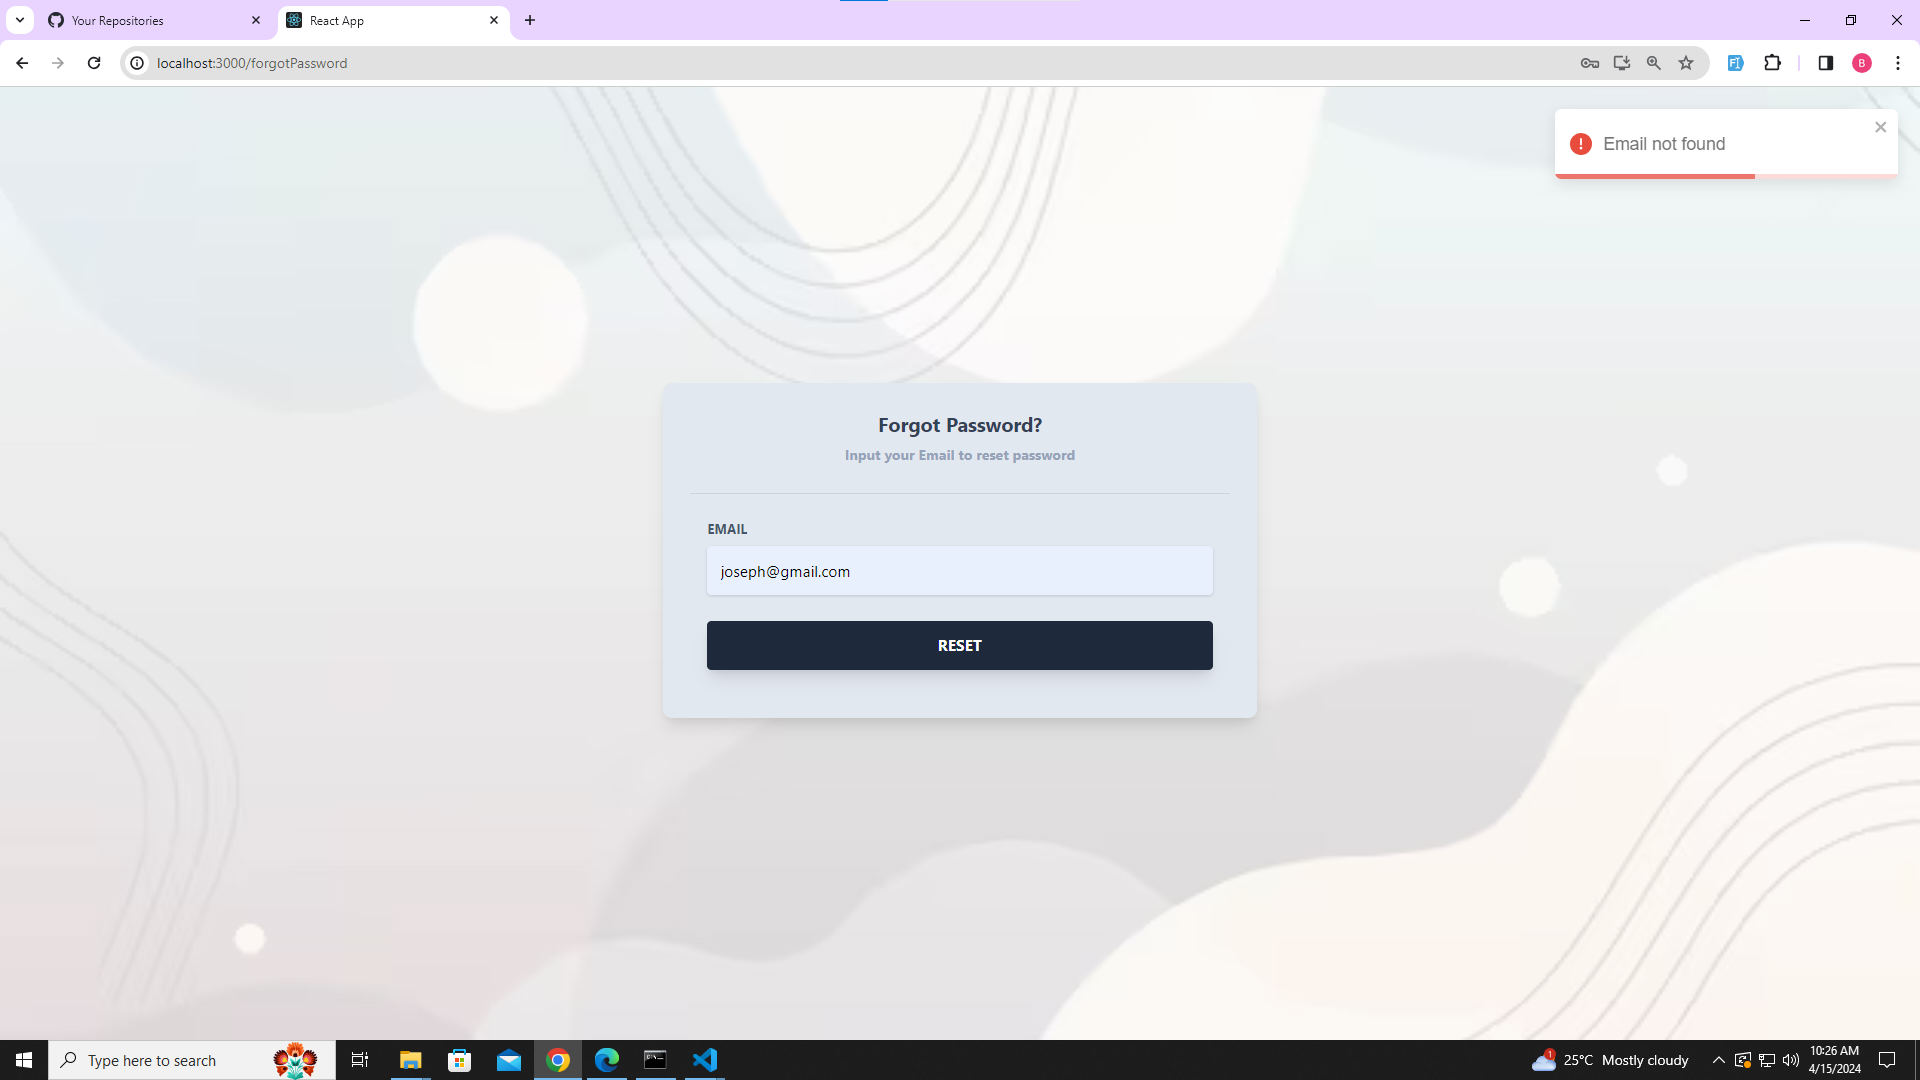 Your Repositories
React App
localhost:3000/forgotPassword
B
Email not found
Forgot Password?
Input your Email to reset password
EMAIL
joseph@gmail.com
RESET
Type here to search
1
25°C Mostly cloudy
10:26 AM
4/15/2024